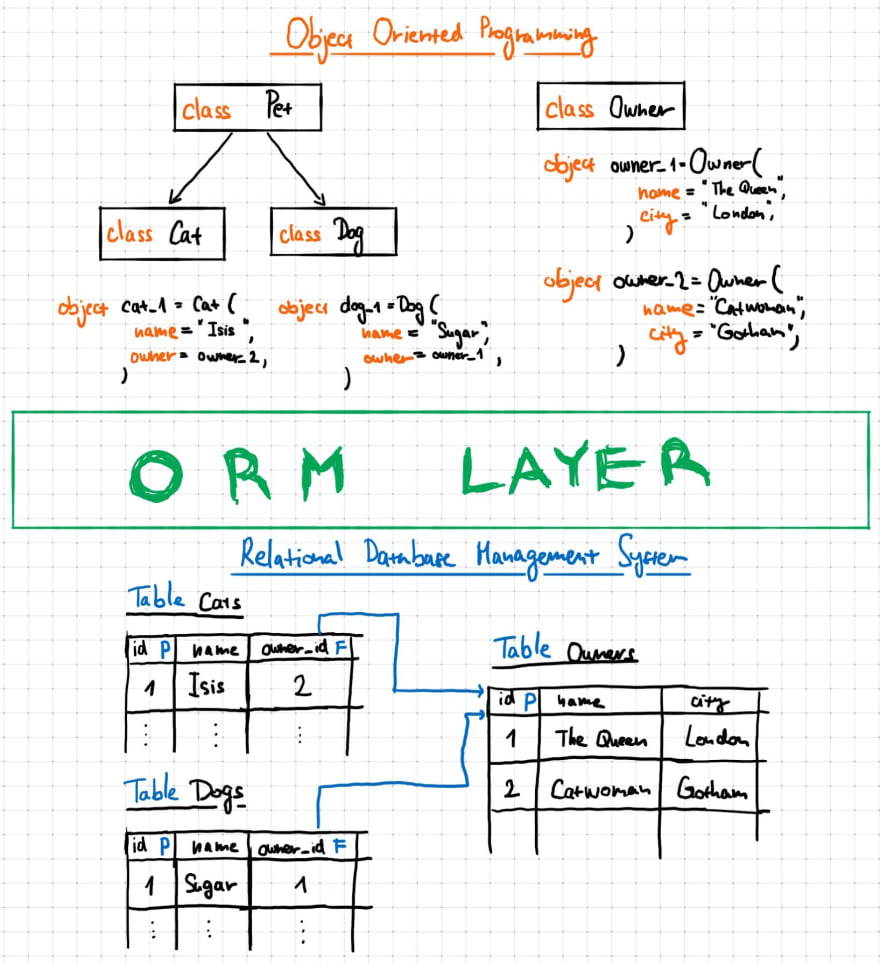 Object Oriented Programming
class Pet
class Owner
object owner_1=Owner(
name = "The Queen",
city = "London",
)
class Cat
class Dog
object owner_2= Owner(
name="Catwoman",
city = "Gotham",
)
object cat_1 = Cat (
name="Isis",
owner= owner_2,
)
object dog_1=Dog(
name= "Sugar",
owner= owner_1,
)
ORM LAYER
Relational Database Management System
Table Cats
id P name owner_id F
1 Isis 2
⋮ ⋮ ⋮
Table Owners
id P name city
1 The Queen London
2 Catwoman Gotham
Table Dogs
id P name owner_id F
1 Sugar 1
⋮ ⋮ ⋮